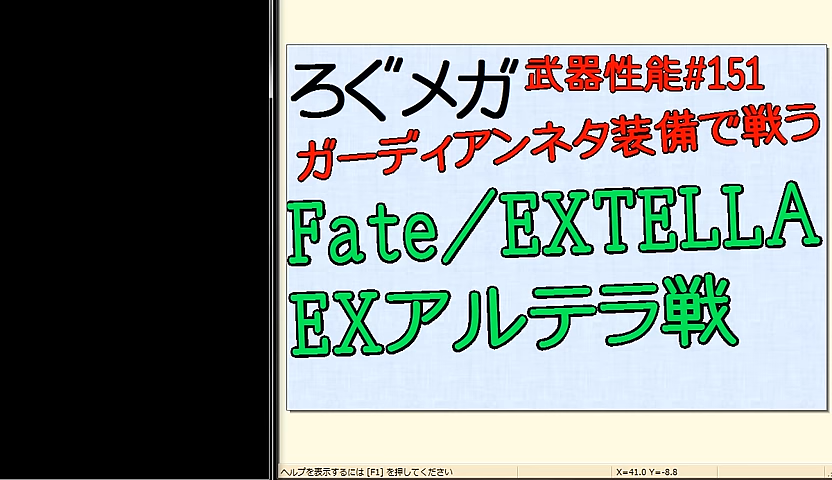 ろぐメガ 武器性能#151
ガーディアンネタ装備で戦う
Fate/EXTELLA
EXアルテラ戦
ヘルプを表示するには [F1] を押してください X=41.0 Y=-8.8